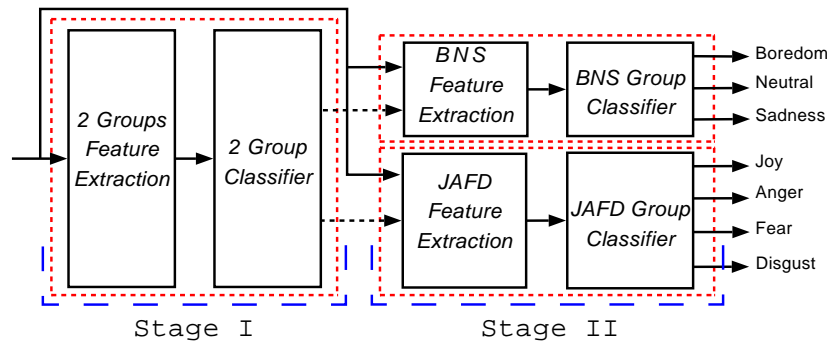 2 Groups
Feature
Extraction
2 Group
Classifier
BNS
Feature
Extraction
BNS Group
Classifier
Boredom
Neutral
Sadness
JAFD
Feature
Extraction
JAFD Group
Classifier
Joy
Anger
Fear
Disgust
Stage I
Stage II